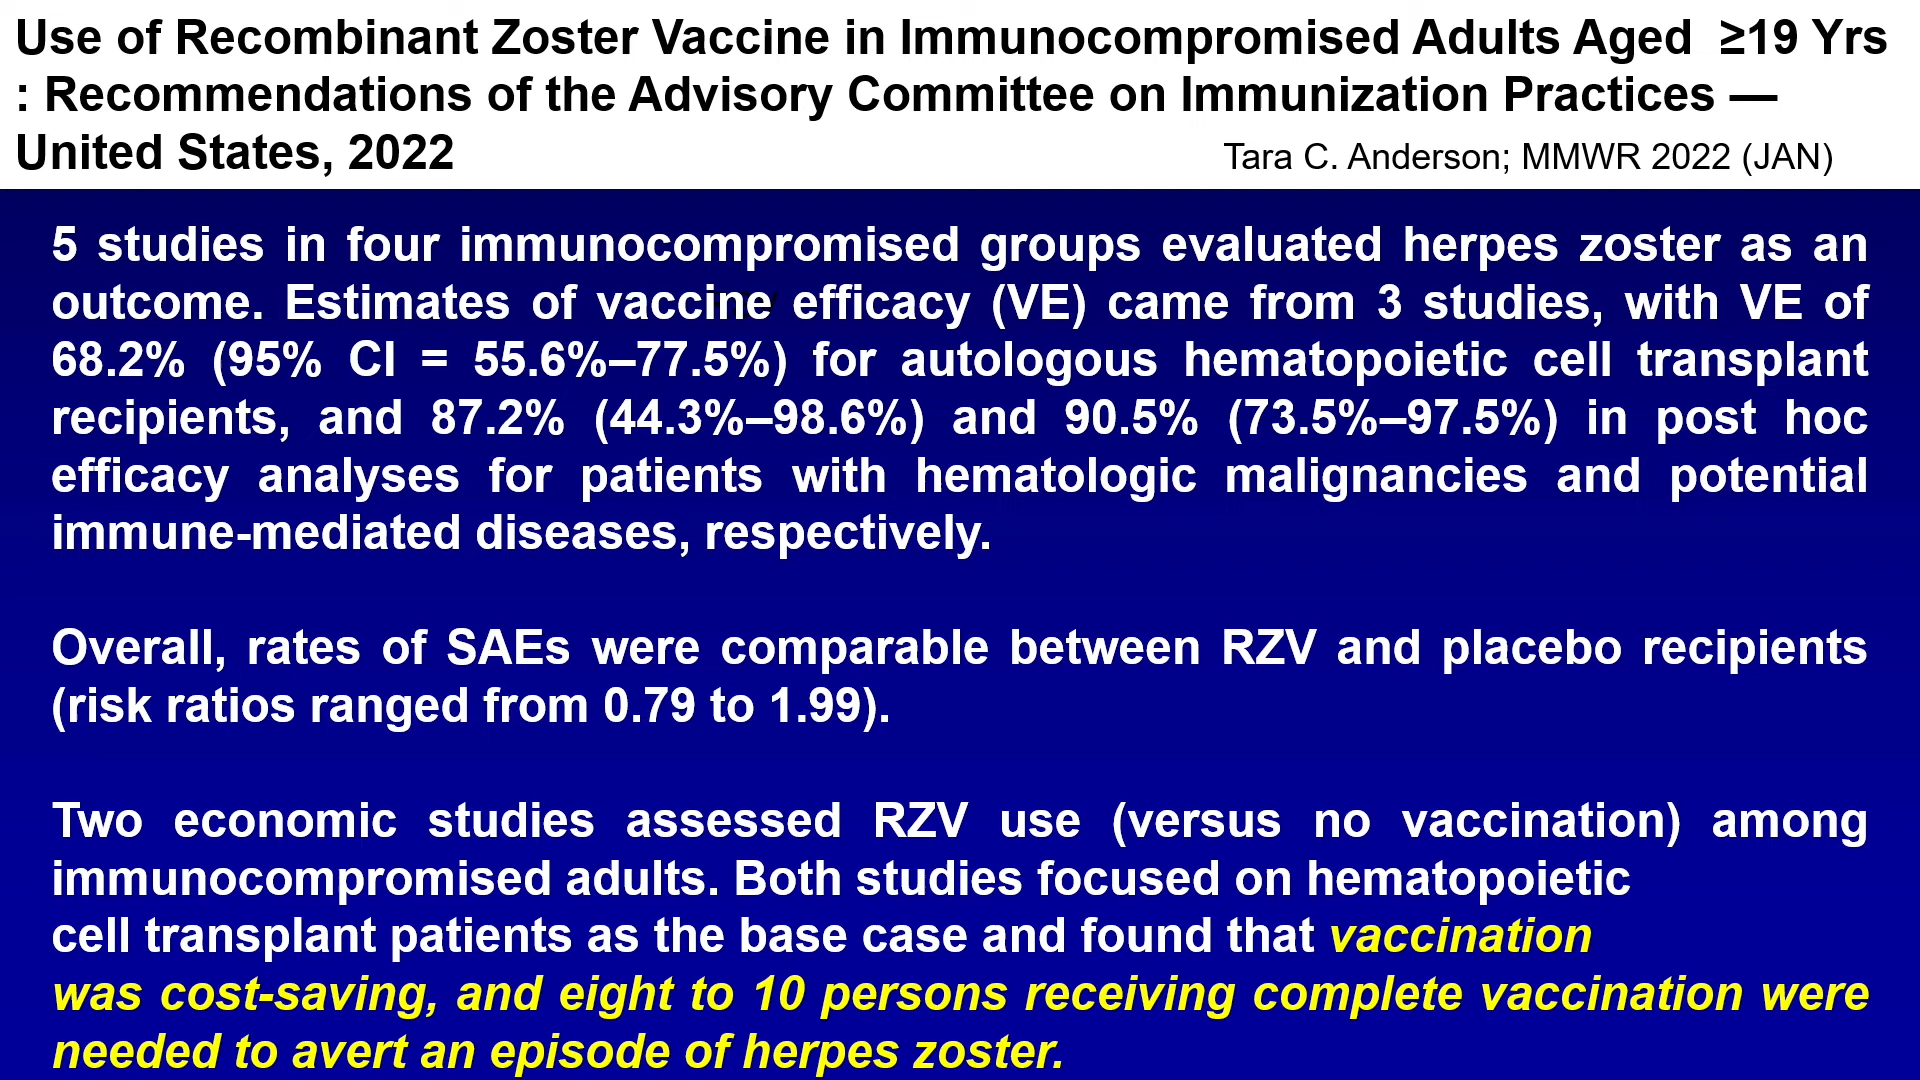 Use of Recombinant Zoster Vaccine in Immunocompromised Adults Aged ≥19 Yrs
: Recommendations of the Advisory Committee on Immunization Practices —
United States, 2022
Tara C. Anderson; MMWR 2022 (JAN)
5 studies in four immunocompromised groups evaluated herpes zoster as an
outcome. Estimates of vaccine efficacy (VE) came from 3 studies, with VE of
68.2% (95% CI = 55.6%–77.5%) for autologous hematopoietic cell transplant
recipients, and 87.2% (44.3%–98.6%) and 90.5% (73.5%–97.5%) in post hoc
efficacy analyses for patients with hematologic malignancies and potential
immune-mediated diseases, respectively.
Overall, rates of SAEs were comparable between RZV and placebo recipients
(risk ratios ranged from 0.79 to 1.99).
Two economic studies assessed RZV use (versus no vaccination) among
immunocompromised adults. Both studies focused on hematopoietic
cell transplant patients as the base case and found that vaccination
was cost-saving, and eight to 10 persons receiving complete vaccination were
needed to avert an episode of herpes zoster.